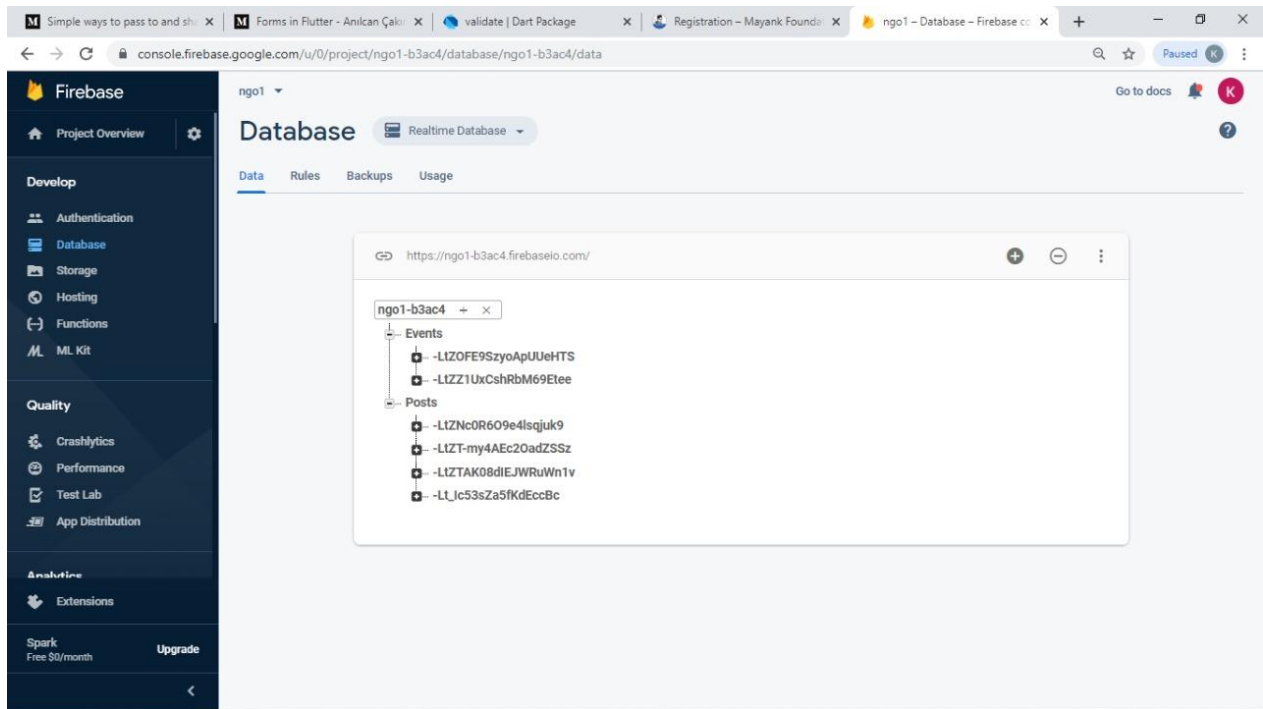 Simple ways to pass to and sh
Forms in Flutter - Anılcan Çakı
validate | Dart Package
Registration – Mayank Founda
ngo1 – Database – Firebase co
console.firebase.google.com/u/0/project/ngo1-b3ac4/database/ngo1-b3ac4/data
Paused K
Firebase
ngo1
Go to docs
K
Project Overview
Database
Realtime Database
Develop
Data Rules Backups Usage
Authentication
Database
Storage
Hosting
Functions
ML Kit
https://ngo1-b3ac4.firebaseio.com/
ngo1-b3ac4
Events
-LtZOFE9SzyoApUUeHTS
-LtZZ1UxCshRbM69Etee
Posts
-LtZNc0R6O9e4lsqjuk9
-LtZT-my4AEc2OadZSSz
-LtZTAK08dIEJWRuWn1v
-Lt_Ic53sZa5fKdEccBc
Quality
Crashlytics
Performance
Test Lab
App Distribution
Analytics
Extensions
Spark
Free $0/month
Upgrade